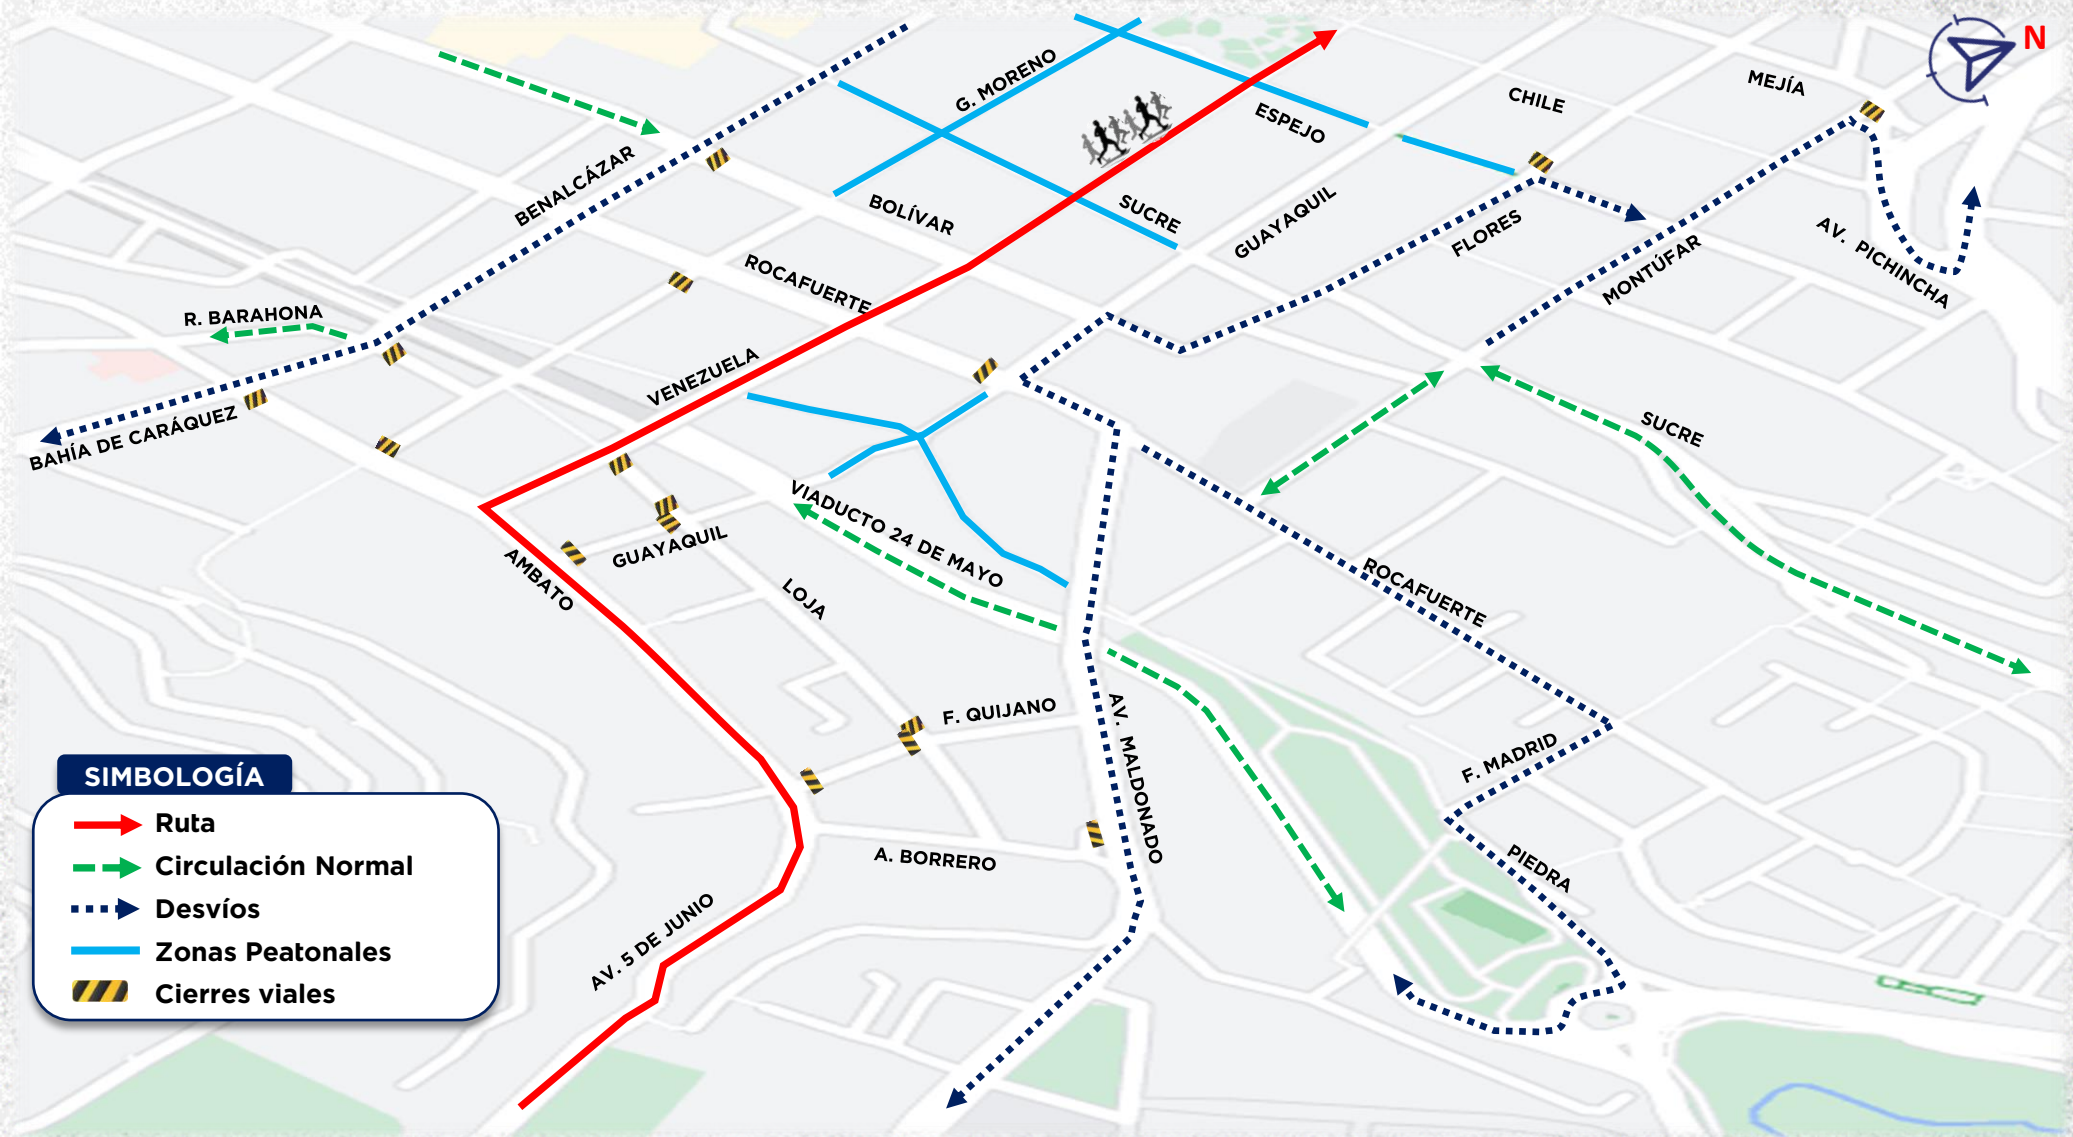 N
MEJÍA
CHILE
G. MORENO
ESPEJO
BENALCÁZAR
BOLÍVAR
SUCRE
GUAYAQUIL
FLORES
AV. PICHINCHA
MONTÚFAR
ROCAFUERTE
R. BARAHONA
VENEZUELA
BAHÍA DE CARÁQUEZ
SUCRE
VIADUCTO 24 DE MAYO
GUAYAQUIL
AMBATO
LOJA
ROCAFUERTE
F. QUIJANO
AV. MALDONADO
F. MADRID
A. BORRERO
PIEDRA
AV. 5 DE JUNIO
SIMBOLOGÍA
Ruta
Circulación Normal
Desvíos
Zonas Peatonales
Cierres viales